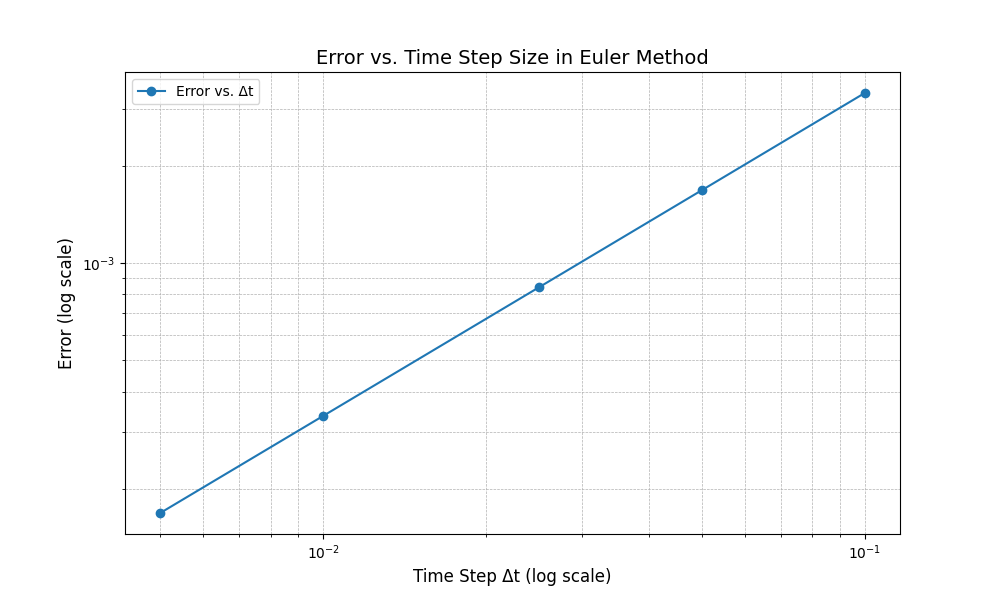 Error vs. Time Step Size in Euler Method
Error vs. Δt
Error (log scale)
10⁻³
10⁻²
10⁻¹
Time Step Δt (log scale)